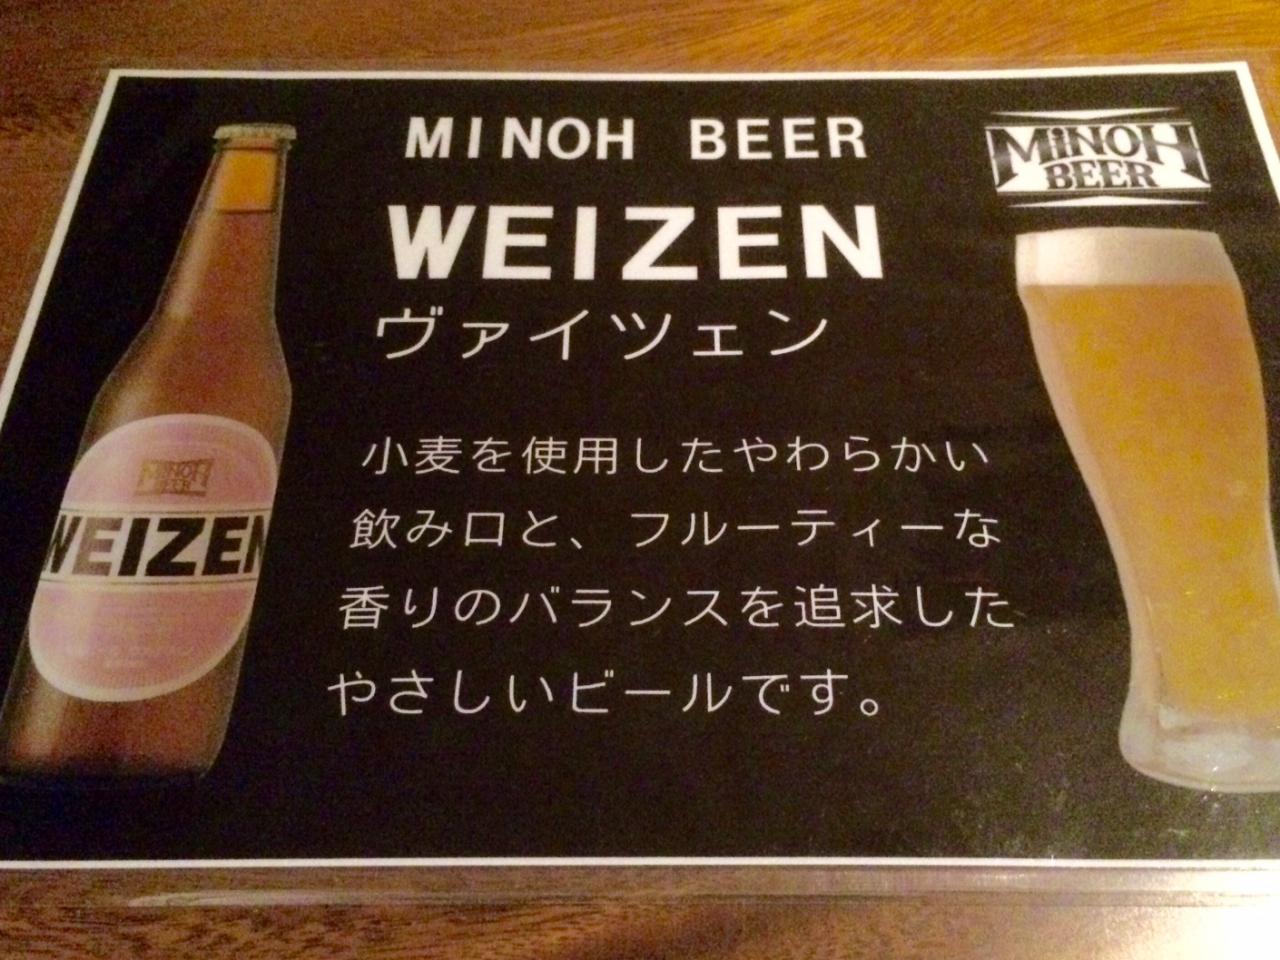 MINOH BEER
MINOH
BEER
WEIZEN
ヴァイツェン
小麦を使用したやわらかい
飲み口と、フルーティーな
香りのバランスを追求した
やさしいビールです。
MINOH
BEER
WEIZEN